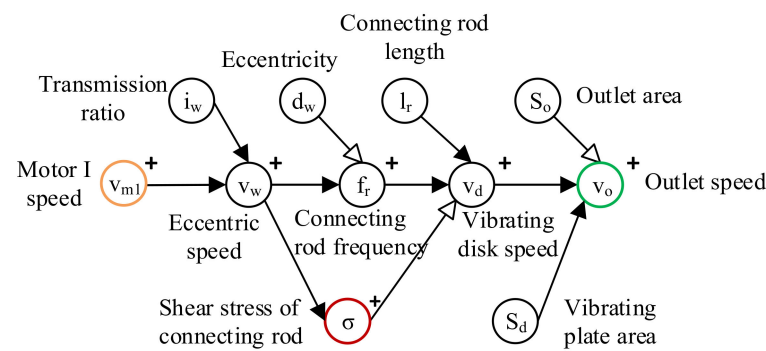 Connecting rod
length
Eccentricity
Transmission
ratio
i_w
d_w
l_r
S_o
Outlet area
+
+
+
+
+
Motor I
speed
v_m1
v_w
f_r
v_d
v_o
Outlet speed
Eccentric
speed
Connecting
rod frequency
Vibrating
disk speed
+
Shear stress of
connecting rod
σ
S_d
Vibrating
plate area